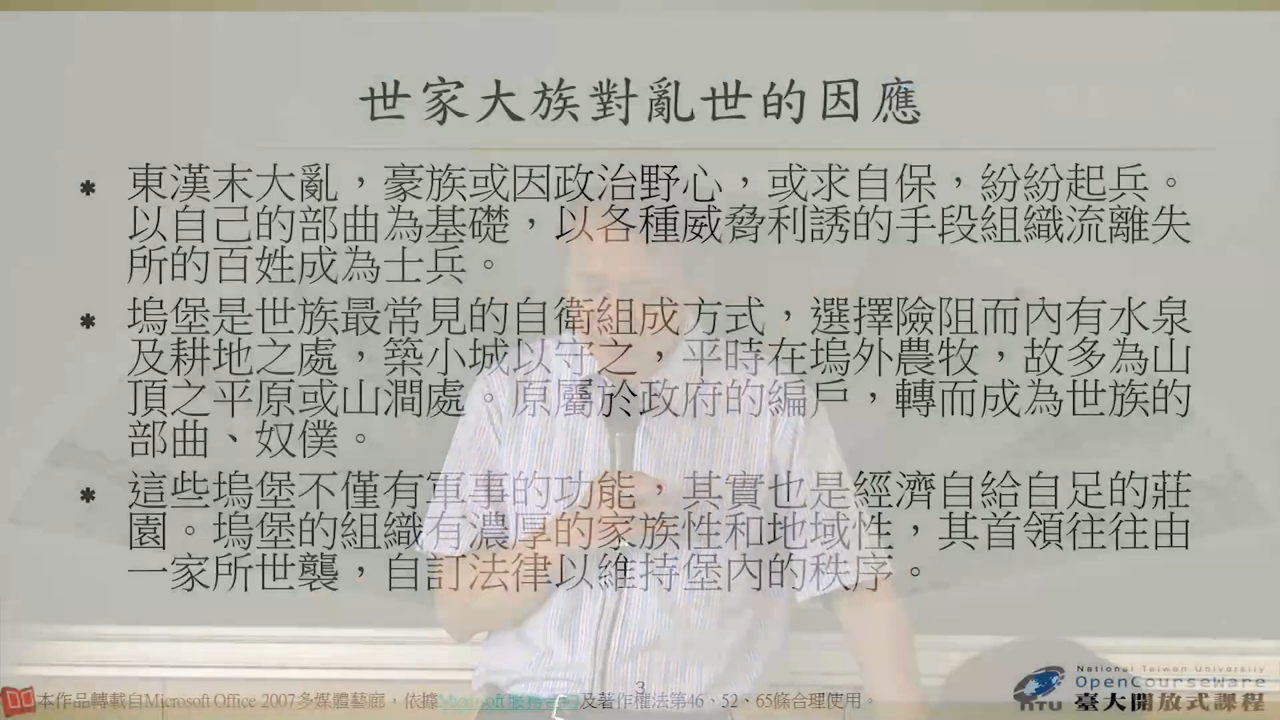 世家大族對亂世的因應
東漢末大亂，豪族或因政治野心，或求自保，紛紛起兵。
以自己的部曲為基礎，以各種威脅利誘的手段組織流離失
所的百姓成為士兵。
塢堡是世族最常見的自衛組成方式，選擇險阻而內有水泉
及耕地之處，築小城以守之，平時在塢外農牧，故多為山
頂之平原或山澗處。原屬於政府的編戶，轉而成為世族的
部曲、奴僕。
這些塢堡不僅有軍事的功能，其實也是經濟自給自足的莊
園。塢堡的組織有濃厚的家族性和地域性，其首領往往由
一家所世襲，自訂法律以維持堡內的秩序。
3
本作品轉載自Microsoft Office 2007多媒體藝廊，依據Microsoft 及著作權法第46、52、65條合理使用。
National Taiwan University
OpenCourseWare
NTU 臺大開放式課程